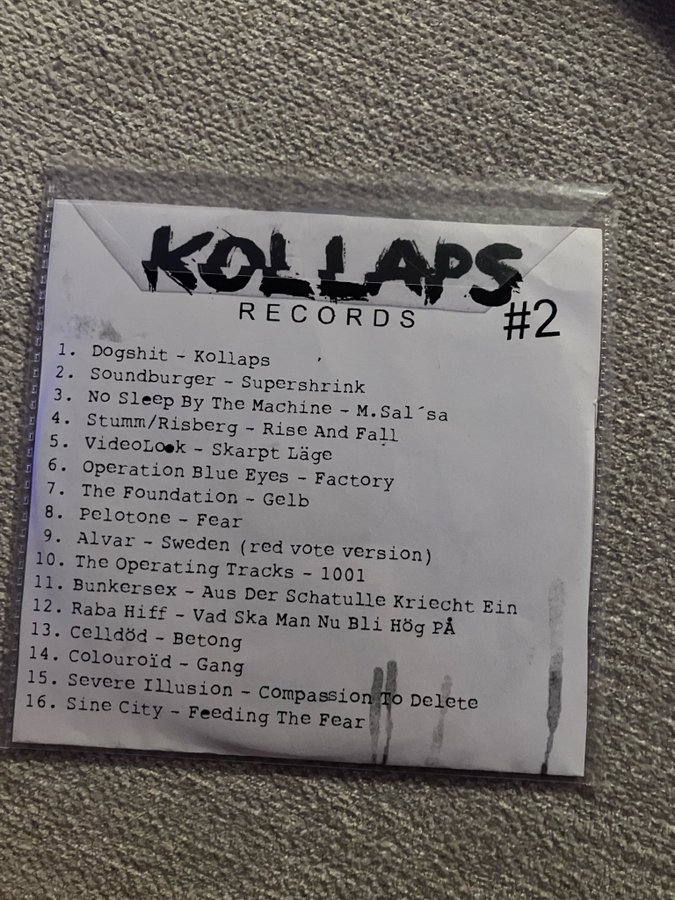 KOLLAPS
RECORDS
#2
1. Dogshit - Kollaps
2. Soundburger - Supershrink
3. No Sleep By The Machine - M.Sal´sa
4. Stumm/Risberg - Rise And Fall
5. VideoLook - Skarpt Läge
6. Operation Blue Eyes - Factory
7. The Foundation - Gelb
8. Pelotone - Fear
9. Alvar - Sweden (red vote version)
10. The Operating Tracks - 1001
11. Bunkersex - Aus Der Schatulle Kriecht Ein
12. Raba Hiff - Vad Ska Man Nu Bli Hög PÅ
13. Celldöd - Betong
14. Colouroïd - Gang
15. Severe Illusion - Compassion To Delete
16. Sine City - Feeding The Fear